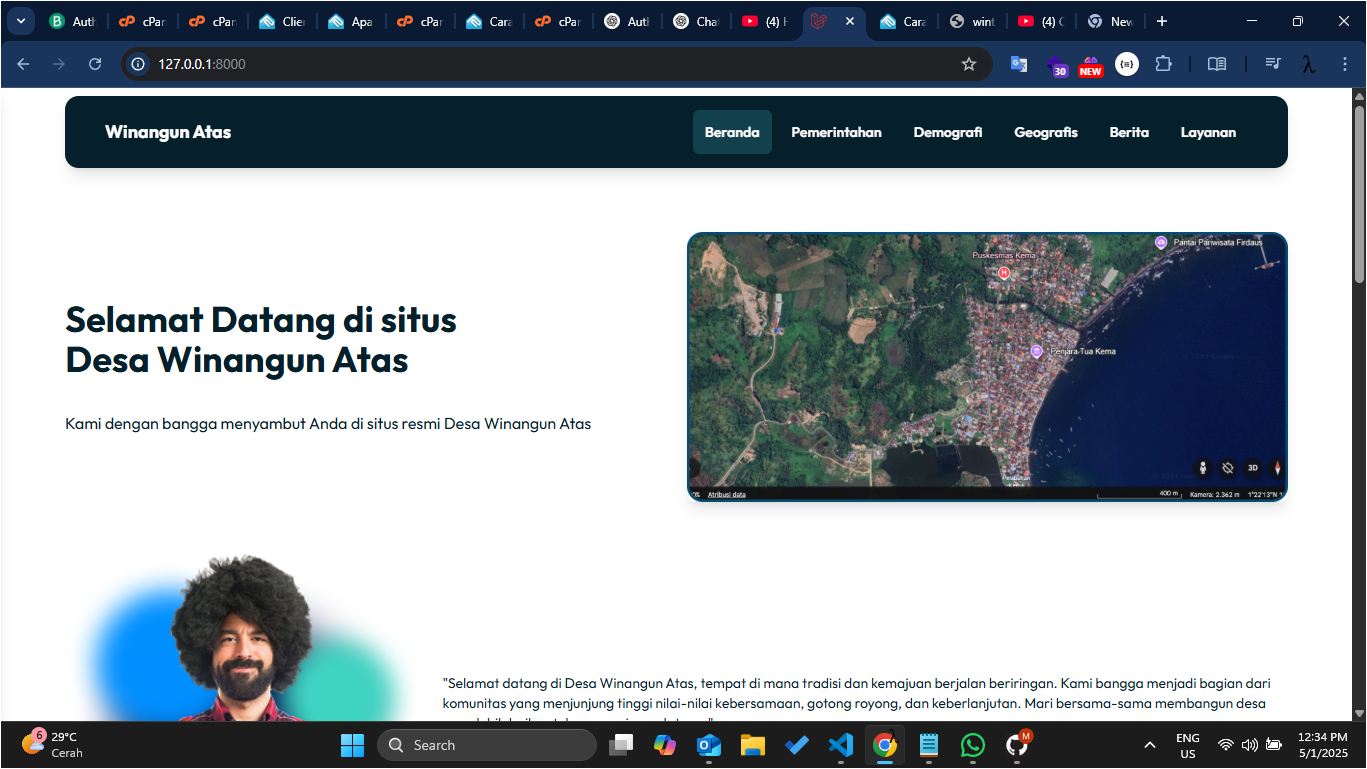 Auth
cPan
cPan
Clien
Apa
cPan
Cara
cPan
Auth
Chat
(4) H
Cara
wint
(4) C
New
127.0.0.1:8000
30
NEW
Winangun Atas
Beranda
Pemerintahan
Demografi
Geografis
Berita
Layanan
Selamat Datang di situs
Desa Winangun Atas
Kami dengan bangga menyambut Anda di situs resmi Desa Winangun Atas
Pantai Pariwisata Firdaus
Puskesmas Kema
H
Penjara Tua Kema
Pelabuhan
3D
Atribusi data
400 m
Kamera: 2.362 m
1°22'13"N 1
"Selamat datang di Desa Winangun Atas, tempat di mana tradisi dan kemajuan berjalan beriringan. Kami bangga menjadi bagian dari
komunitas yang menjunjung tinggi nilai-nilai kebersamaan, gotong royong, dan keberlanjutan. Mari bersama-sama membangun desa
6
29°C
Cerah
Search
M
ENG
US
12:34 PM
5/1/2025